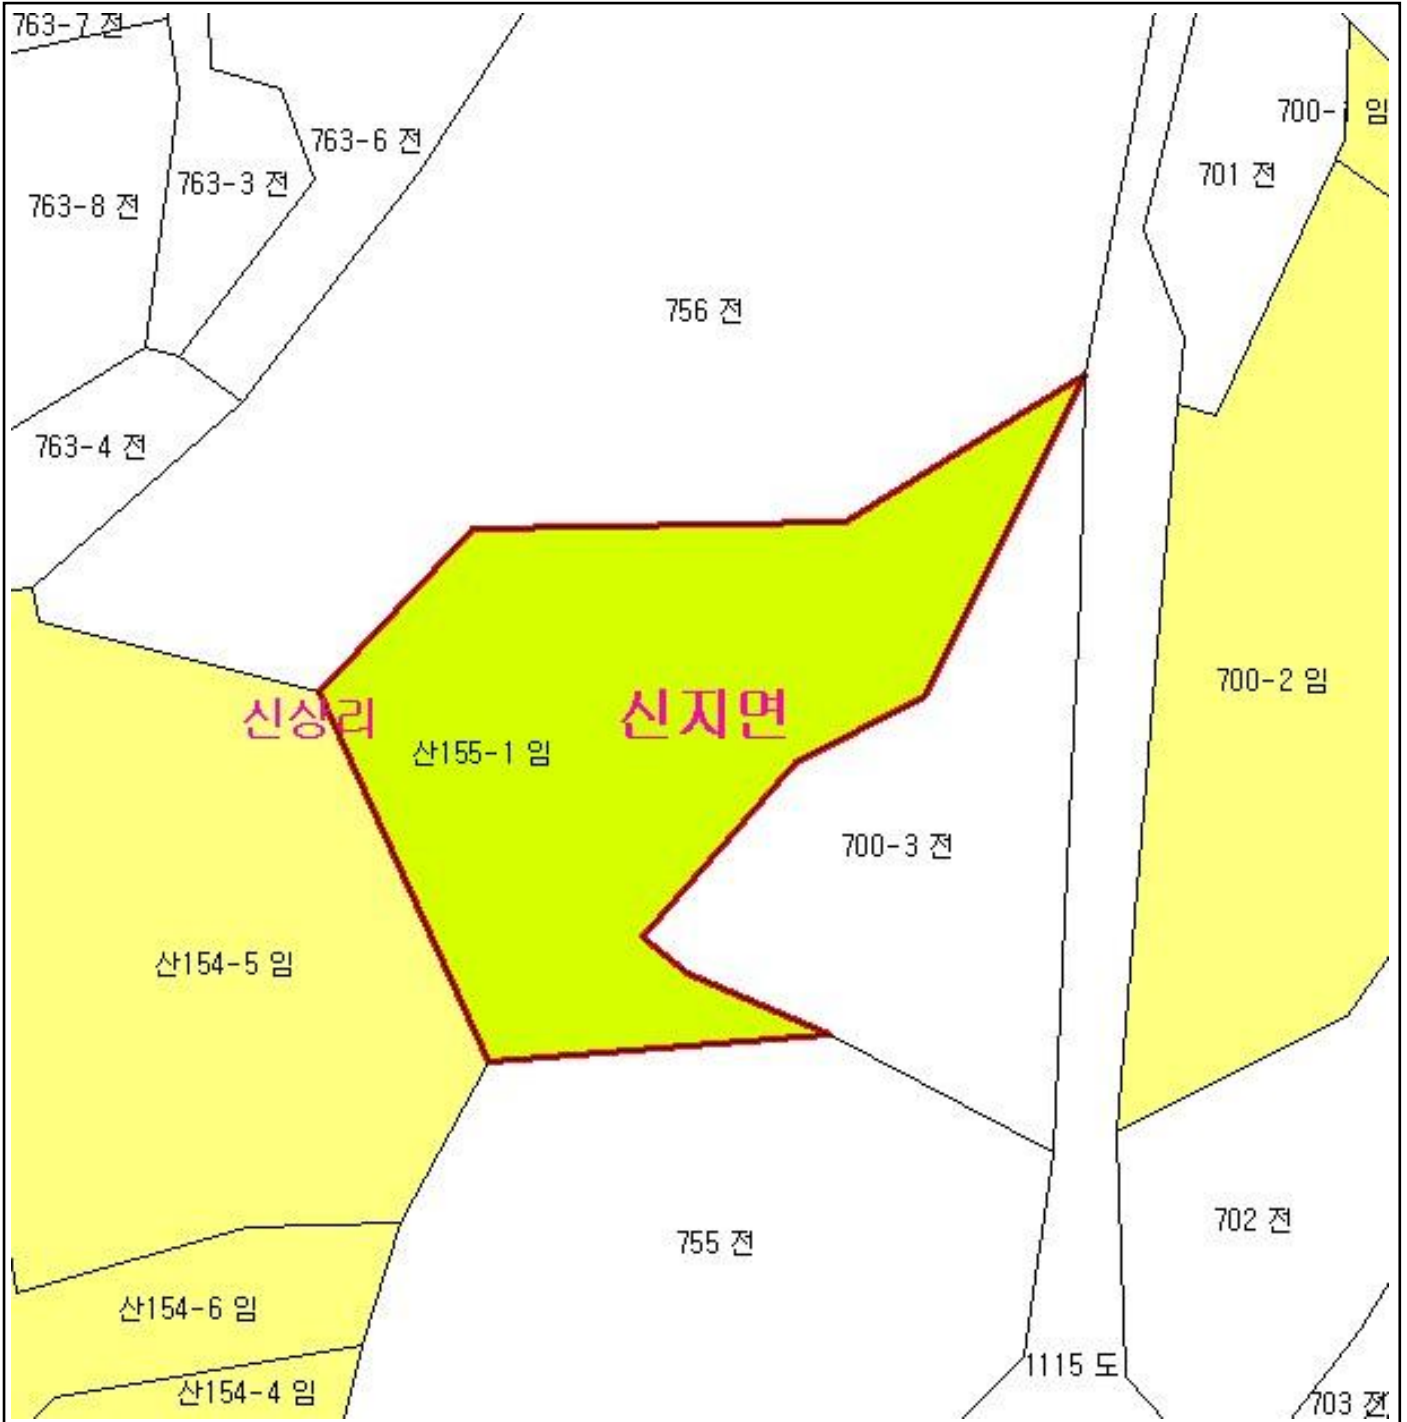 763-7 전
700-1 임
763-6 전
701 전
763-3 전
763-8 전
756 전
763-4 전
700-2 임
신상리
신지면
산155-1 임
700-3 전
산154-5 임
702 전
755 전
산154-6 임
1115 도
산154-4 임
703 전